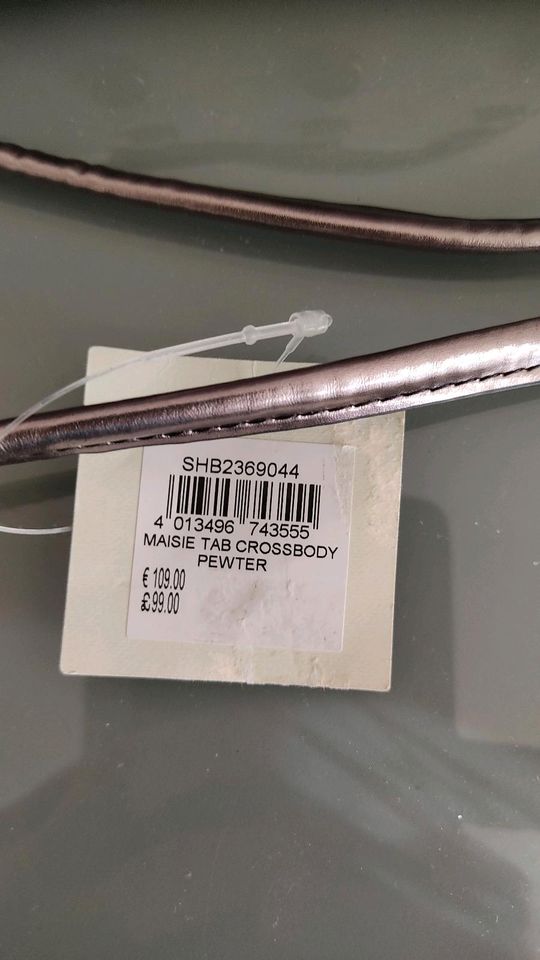 SHB2369044
4 013496 743555
MAISIE TAB CROSSBODY
PEWTER
€ 109.00
£99.00